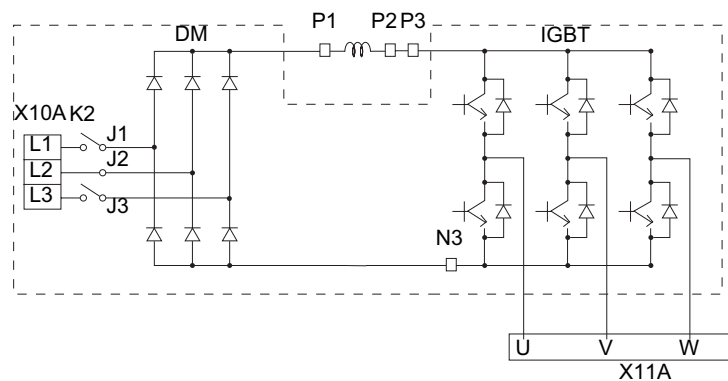 P1 P2 P3
DM IGBT
X10A K2
L1 J1
L2 J2
L3 J3
N3
U V W
X11A